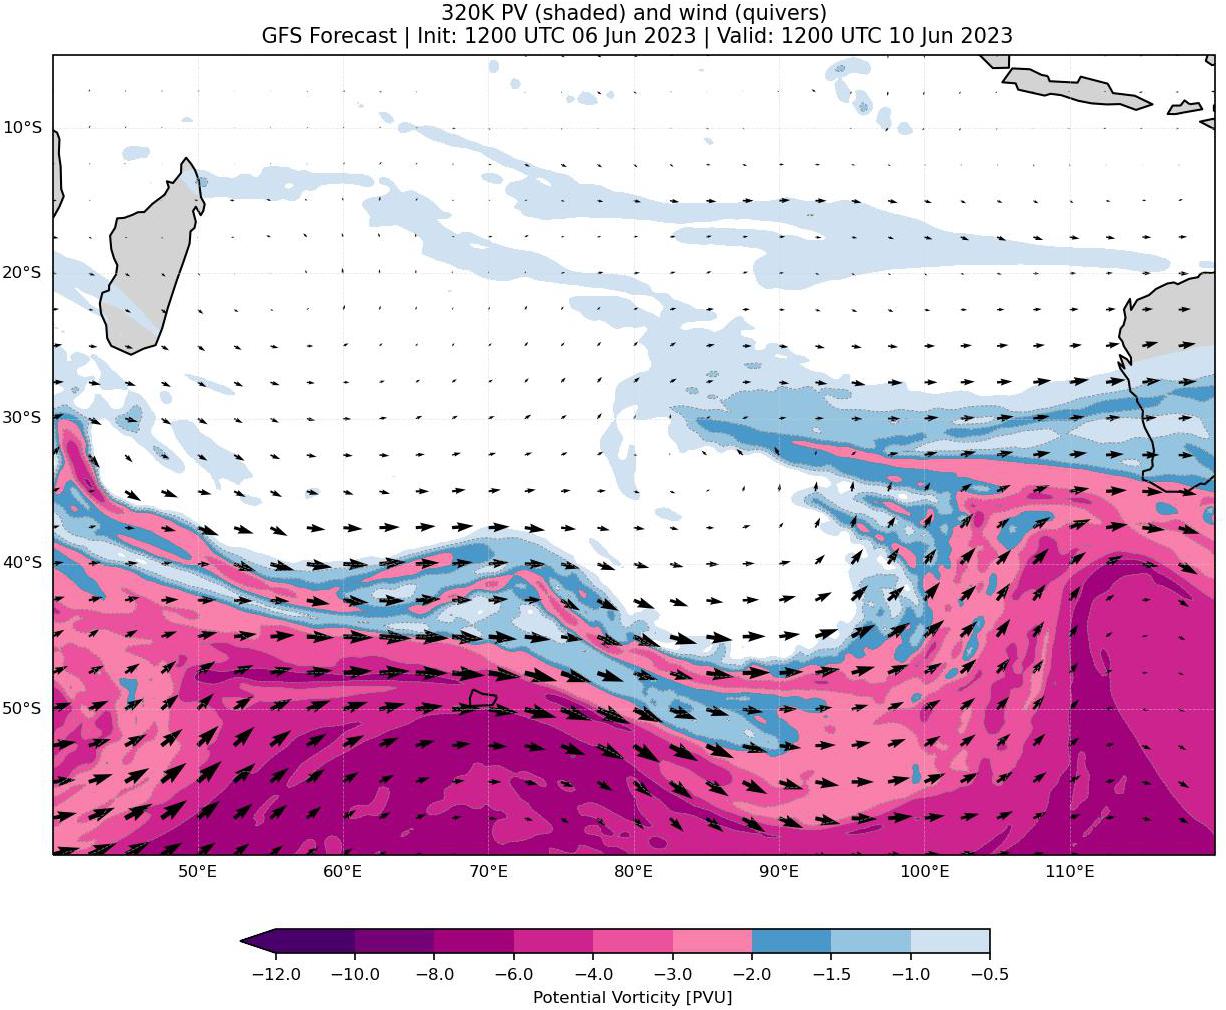 320K PV (shaded) and wind (quivers)
GFS Forecast | Init: 1200 UTC 06 Jun 2023 | Valid: 1200 UTC 10 Jun 2023
10°S
20°S
30°S
40°S
50°S
50°E 60°E 70°E 80°E 90°E 100°E 110°E
−12.0 −10.0 −8.0 −6.0 −4.0 −3.0 −2.0 −1.5 −1.0 −0.5
Potential Vorticity [PVU]